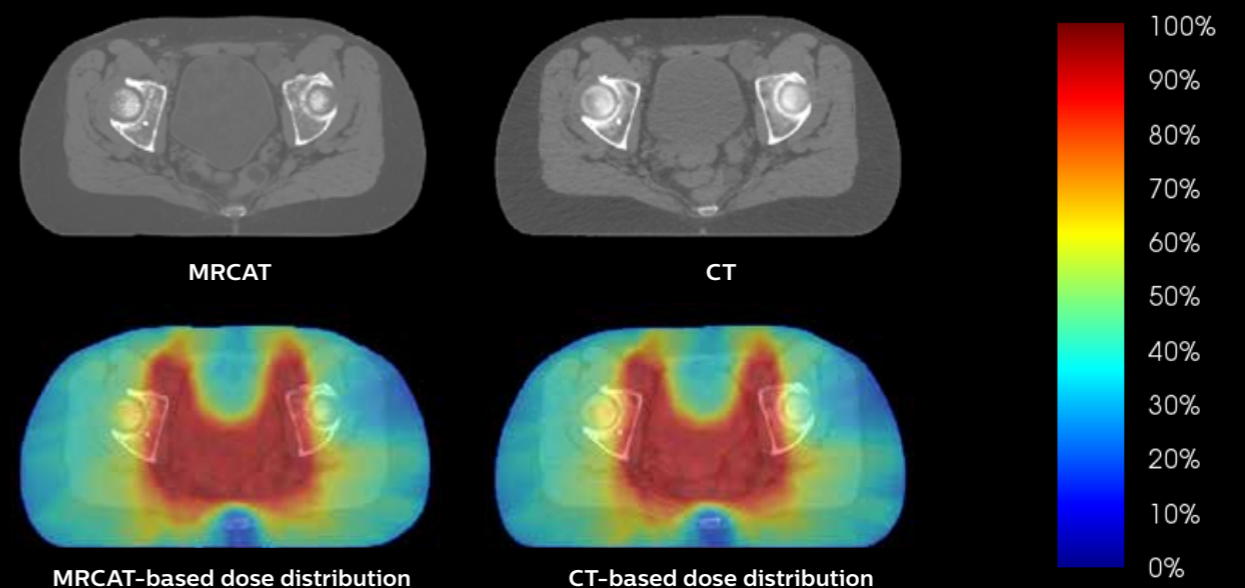 MRCAT
CT
MRCAT-based dose distribution
CT-based dose distribution
100%
90%
80%
70%
60%
50%
40%
30%
20%
10%
0%